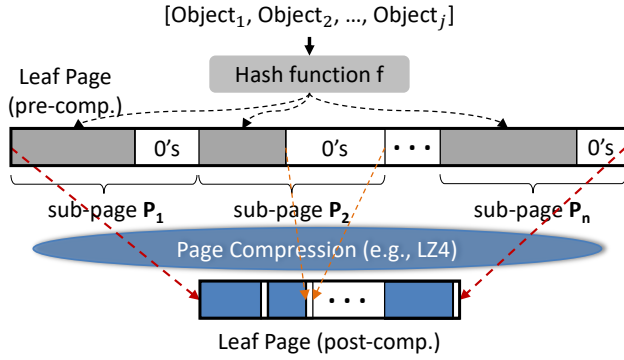 [Object₁, Object₂, ..., Objectⱼ]
Hash function f
Leaf Page
(pre-comp.)
0's 0's ··· 0's
sub-page P₁ sub-page P₂ sub-page Pₙ
Page Compression (e.g., LZ4)
···
Leaf Page (post-comp.)